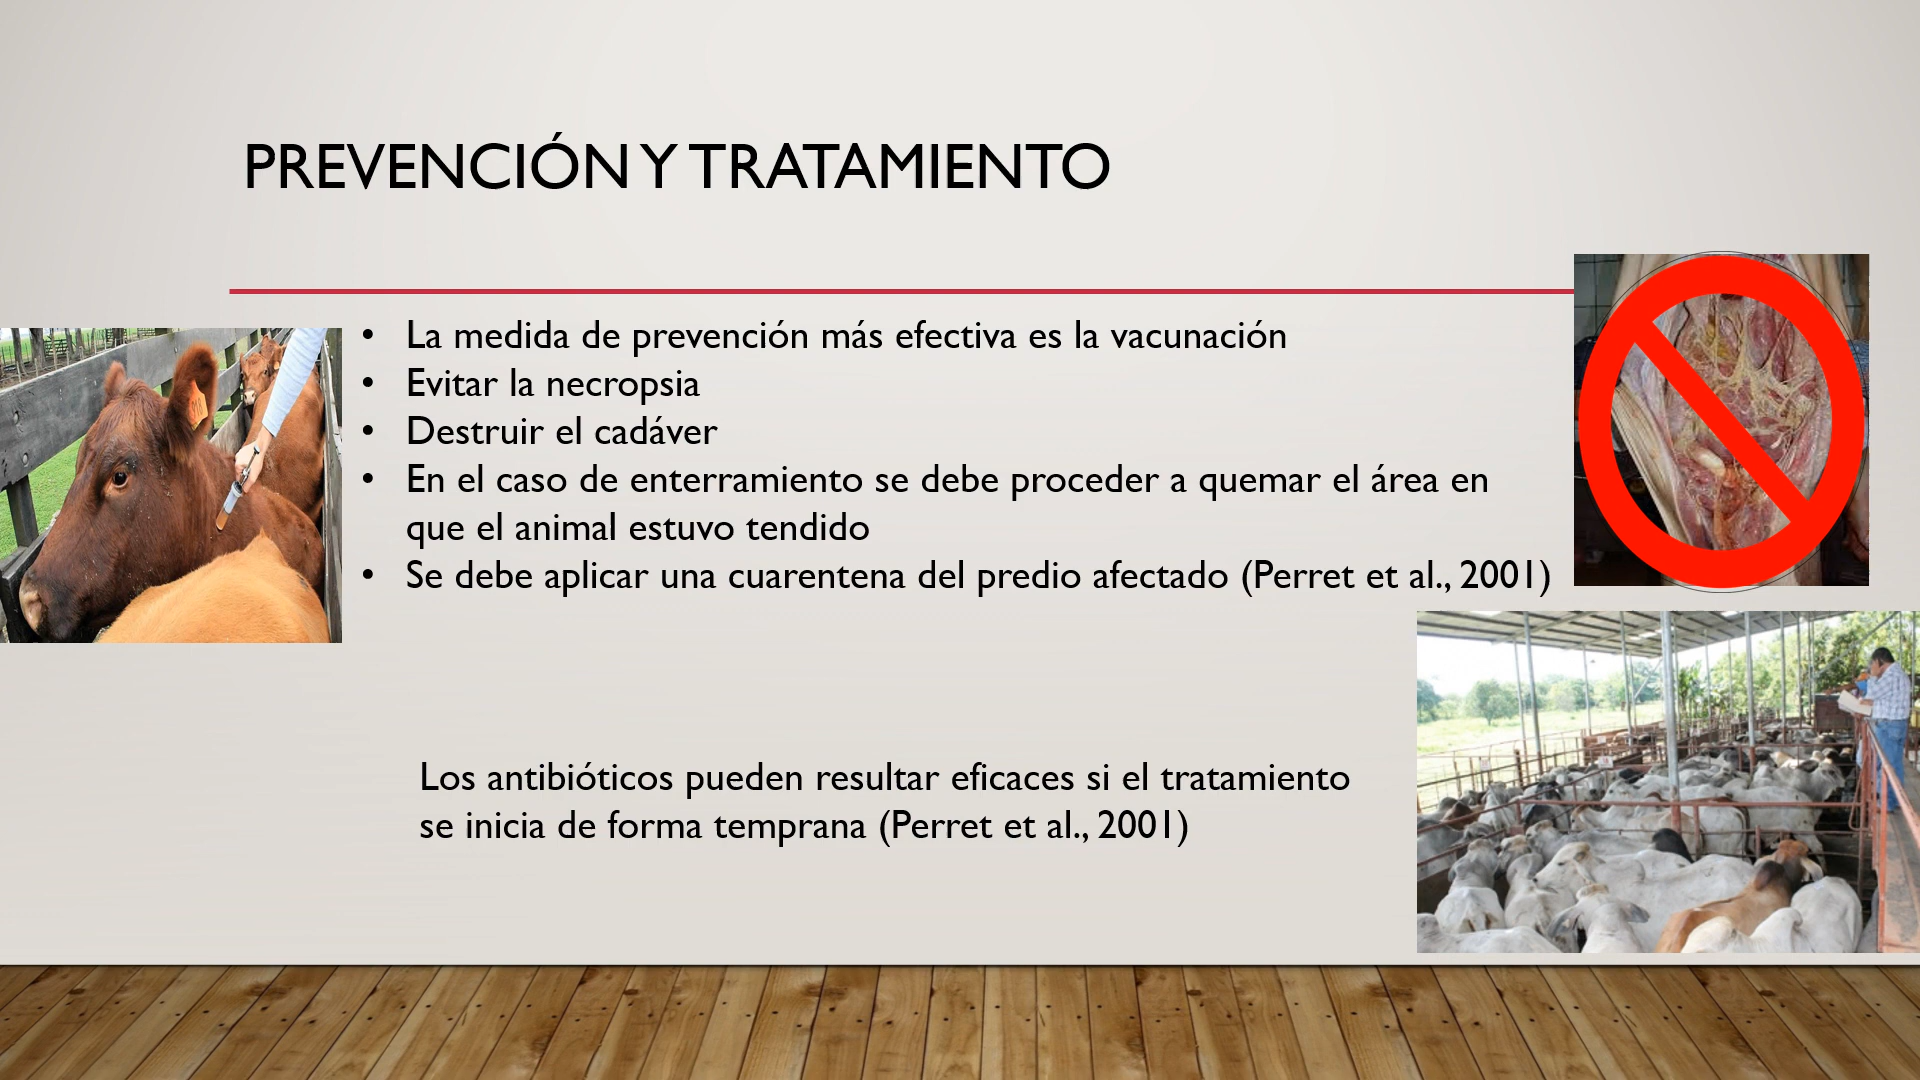 PREVENCIÓN Y TRATAMIENTO
• La medida de prevención más efectiva es la vacunación
• Evitar la necropsia
• Destruir el cadáver
• En el caso de enterramiento se debe proceder a quemar el área en
que el animal estuvo tendido
• Se debe aplicar una cuarentena del predio afectado (Perret et al., 2001)
Los antibióticos pueden resultar eficaces si el tratamiento
se inicia de forma temprana (Perret et al., 2001)